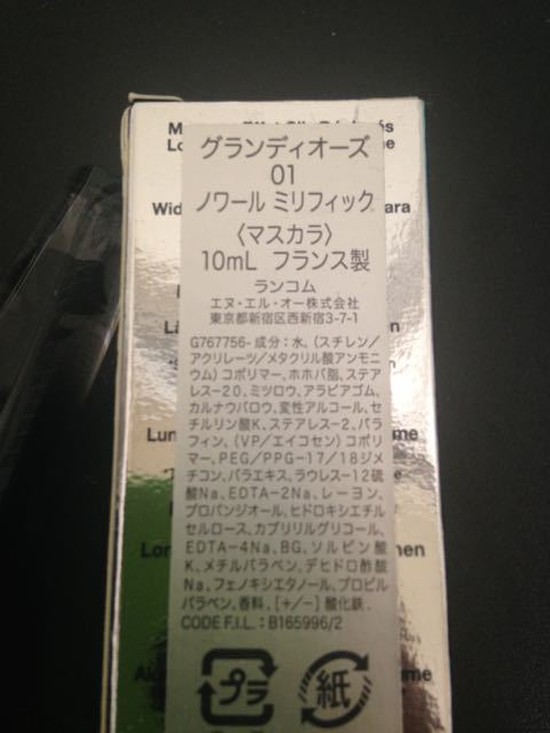 グランディオーズ
01
ノワール ミリフィック
〈マスカラ〉
10mL フランス製
ランコム
エヌ・エル・オー株式会社
東京都新宿区西新宿3-7-1
G767756- 成分：水、(スチレン／
アクリレーツ／メタクリル酸アンモニ
ウム)コポリマー、ホホバ脂、ステア
レス-20、ミツロウ、アラビアゴム、
カルナウバロウ、変性アルコール、セ
チルリン酸K、ステアレス-2、パラ
フィン、(VP／エイコセン)コポリ
マー、PEG／PPG-17／18ジメ
チコン、バラエキス、ラウレス-12硫
酸Na、EDTA-2Na、レーヨン、
プロパンジオール、ヒドロキシエチル
セルロース、カプリリルグリコール、
EDTA-4Na、BG、ソルビン酸
K、メチルパラベン、デヒドロ酢酸
Na、フェノキシエタノール、プロピル
パラベン、香料、[＋/−]酸化鉄
CODE F.I.L. : B165996/2
プラ 紙